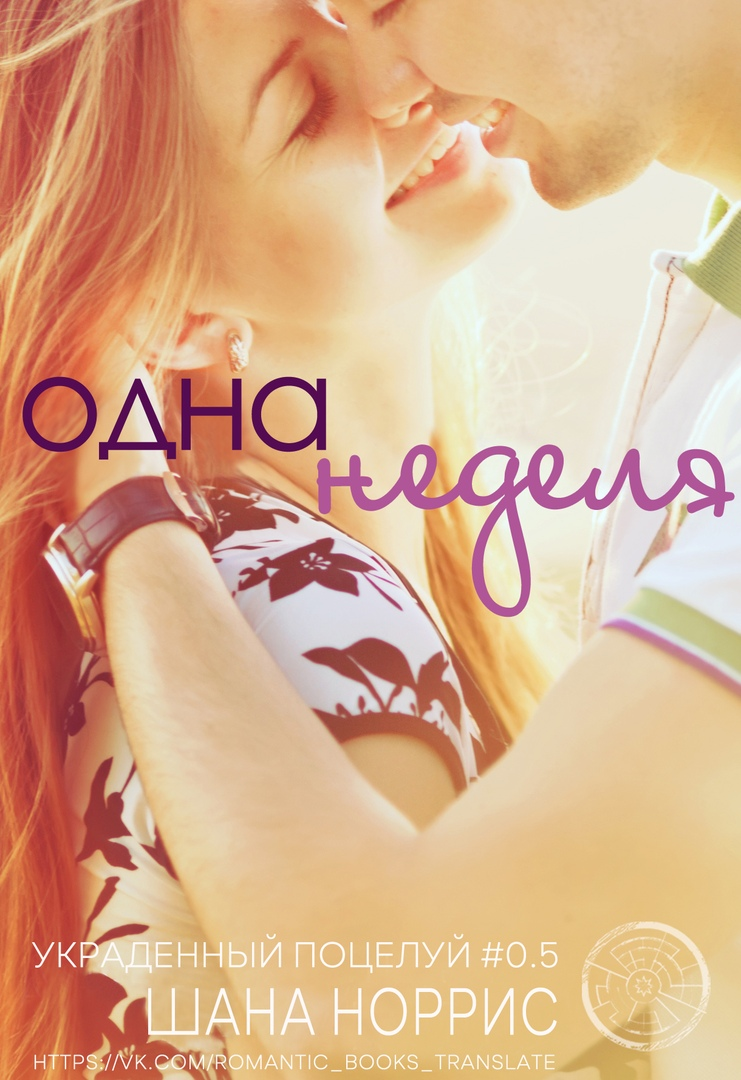 одна
неделя
УКРАДЕННЫЙ ПОЦЕЛУЙ #0.5
ШАНА НОРРИС
HTTPS://VK.COM/ROMANTIC_BOOKS_TRANSLATE